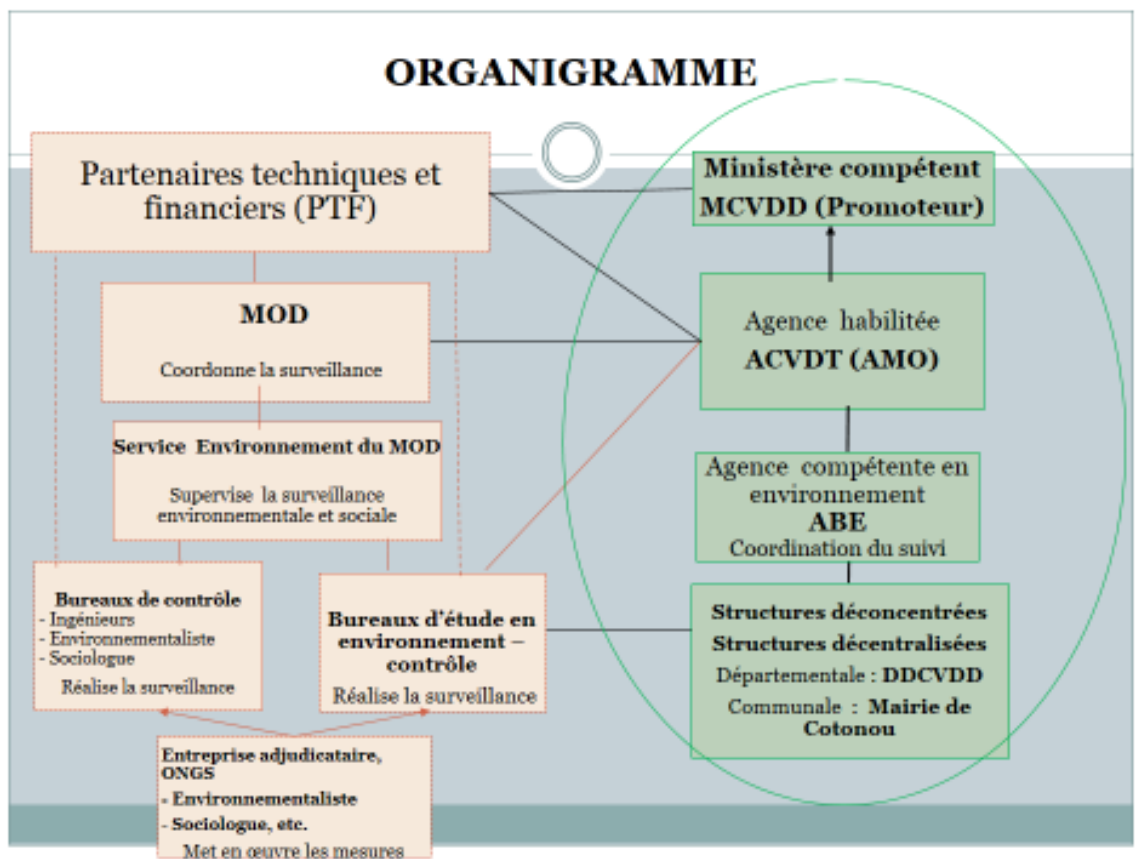 ORGANIGRAMME
Partenaires techniques et
financiers (PTF)
MOD
Coordonne la surveillance
Service Environnement du MOD
Supervise la surveillance
environnementale et sociale
Bureaux de contrôle
- Ingénieurs
- Environnementaliste
- Sociologue
Réalise la surveillance
Bureaux d'étude en
environnement –
contrôle
Réalise la surveillance
Entreprise adjudicataire,
ONGS
- Environnementaliste
- Sociologue, etc.
Met en œuvre les mesures
Ministère compétent
MCVDD (Promoteur)
Agence habilitée
ACVDT (AMO)
Agence compétente en
environnement
ABE
Coordination du suivi
Structures déconcentrées
Structures décentralisées
Départementale : DDCVDD
Communale : Mairie de
Cotonou